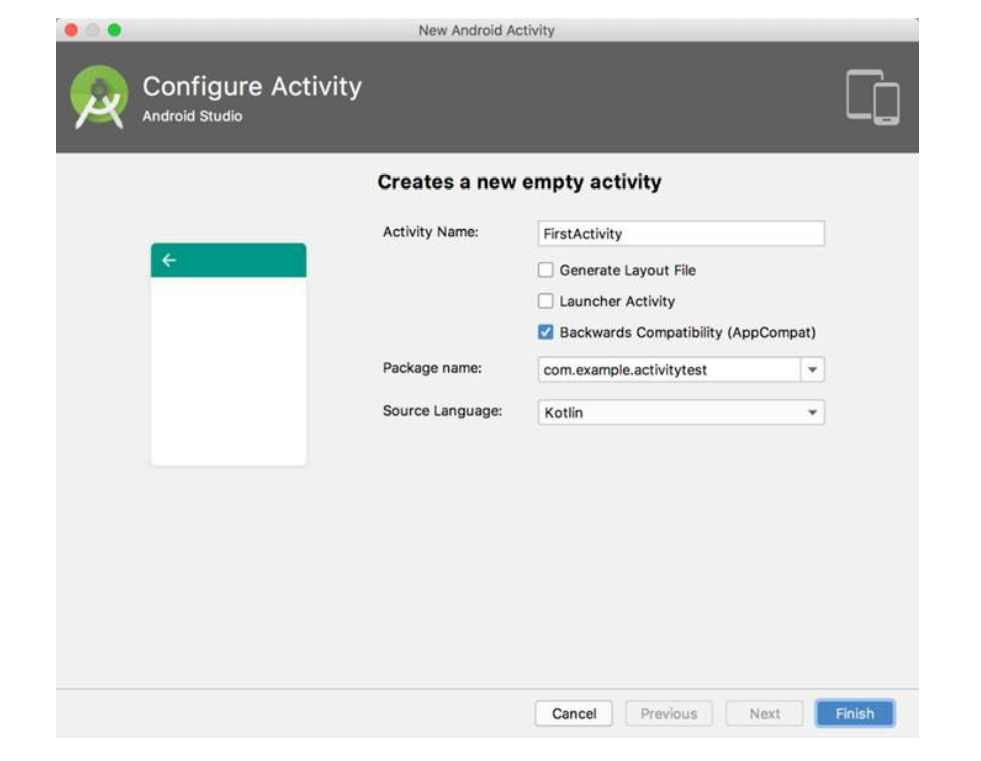 New Android Activity
Configure Activity
Android Studio
Creates a new empty activity
Activity Name:
FirstActivity
Generate Layout File
Launcher Activity
Backwards Compatibility (AppCompat)
Package name:
com.example.activitytest
Source Language:
Kotlin
Cancel
Previous
Next
Finish